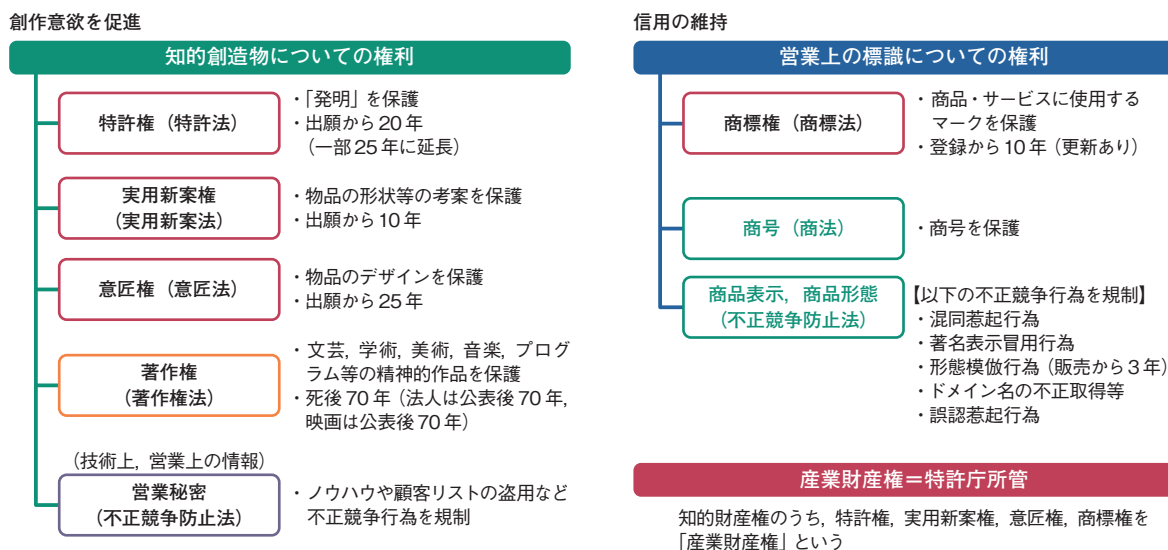 創作意欲を促進
知的創造物についての権利
特許権（特許法）
・「発明」を保護
・出願から20年
（一部25年に延長）
実用新案権
（実用新案法）
・物品の形状等の考案を保護
・出願から10年
意匠権（意匠法）
・物品のデザインを保護
・出願から25年
著作権
（著作権法）
・文芸，学術，美術，音楽，プログ
ラム等の精神的作品を保護
・死後70年（法人は公表後70年，
映画は公表後70年）
（技術上，営業上の情報）
営業秘密
（不正競争防止法）
・ノウハウや顧客リストの盗用など
不正競争行為を規制
信用の維持
営業上の標識についての権利
商標権（商標法）
・商品・サービスに使用する
マークを保護
・登録から10年（更新あり）
商号（商法）
・商号を保護
商品表示，商品形態
（不正競争防止法）
【以下の不正競争行為を規制】
・混同惹起行為
・著名表示冒用行為
・形態模倣行為（販売から3年）
・ドメイン名の不正取得等
・誤認惹起行為
産業財産権＝特許庁所管
知的財産権のうち，特許権，実用新案権，意匠権，商標権を
「産業財産権」という